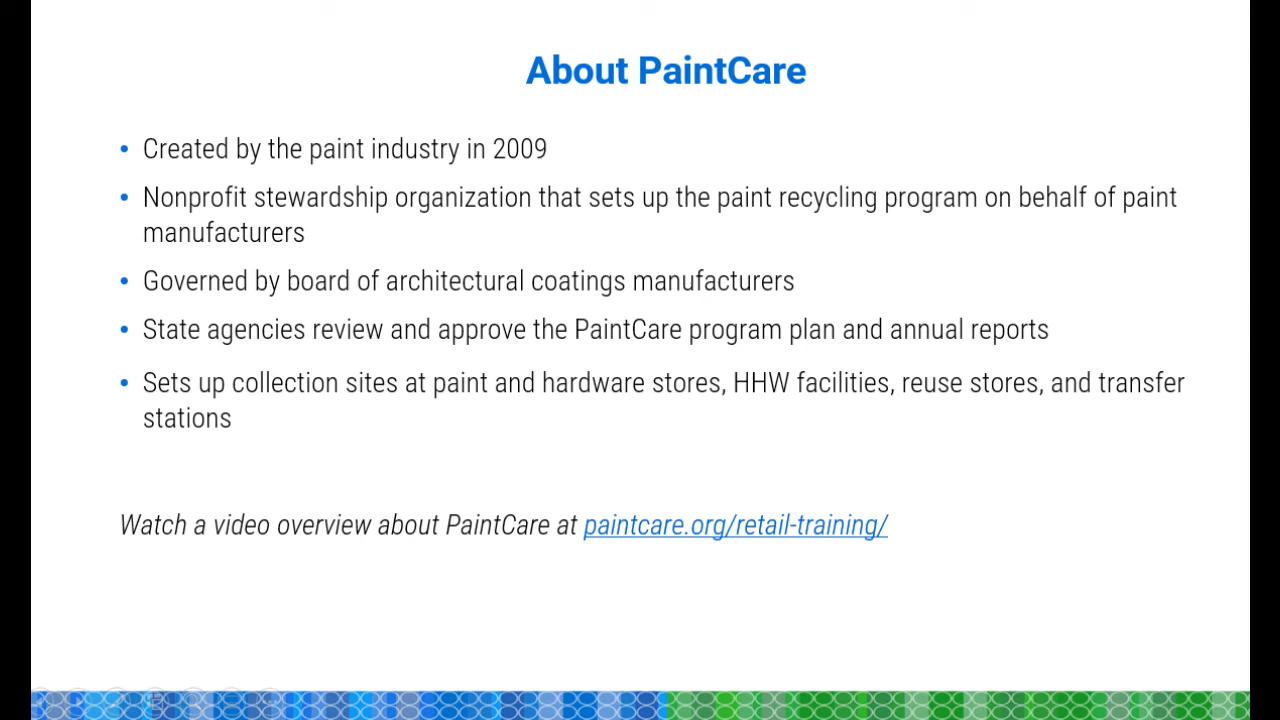 About PaintCare
• Created by the paint industry in 2009
• Nonprofit stewardship organization that sets up the paint recycling program on behalf of paint
manufacturers
• Governed by board of architectural coatings manufacturers
• State agencies review and approve the PaintCare program plan and annual reports
• Sets up collection sites at paint and hardware stores, HHW facilities, reuse stores, and transfer
stations
Watch a video overview about PaintCare at paintcare.org/retail-training/